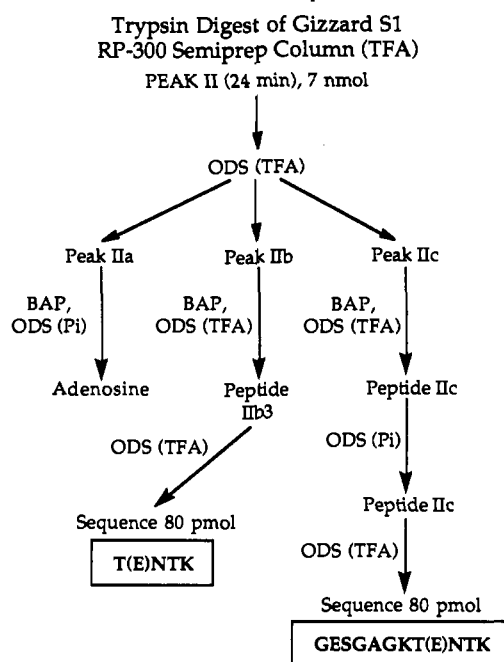 Trypsin Digest of Gizzard S1
RP-300 Semiprep Column (TFA)
PEAK II (24 min), 7 nmol
ODS (TFA)
Peak IIa
Peak IIb
Peak IIc
BAP,
ODS (Pi)
BAP,
ODS (TFA)
BAP,
ODS (TFA)
Adenosine
Peptide
IIb3
Peptide IIc
ODS (TFA)
ODS (Pi)
Peptide IIc
Sequence 80 pmol
T(E)NTK
ODS (TFA)
Sequence 80 pmol
GESGAGKT(E)NTK